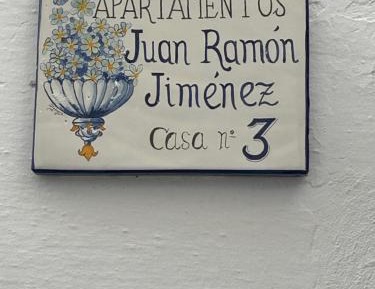 APARTAMENTOS
Juan Ramón
Jiménez
Casa nº 3